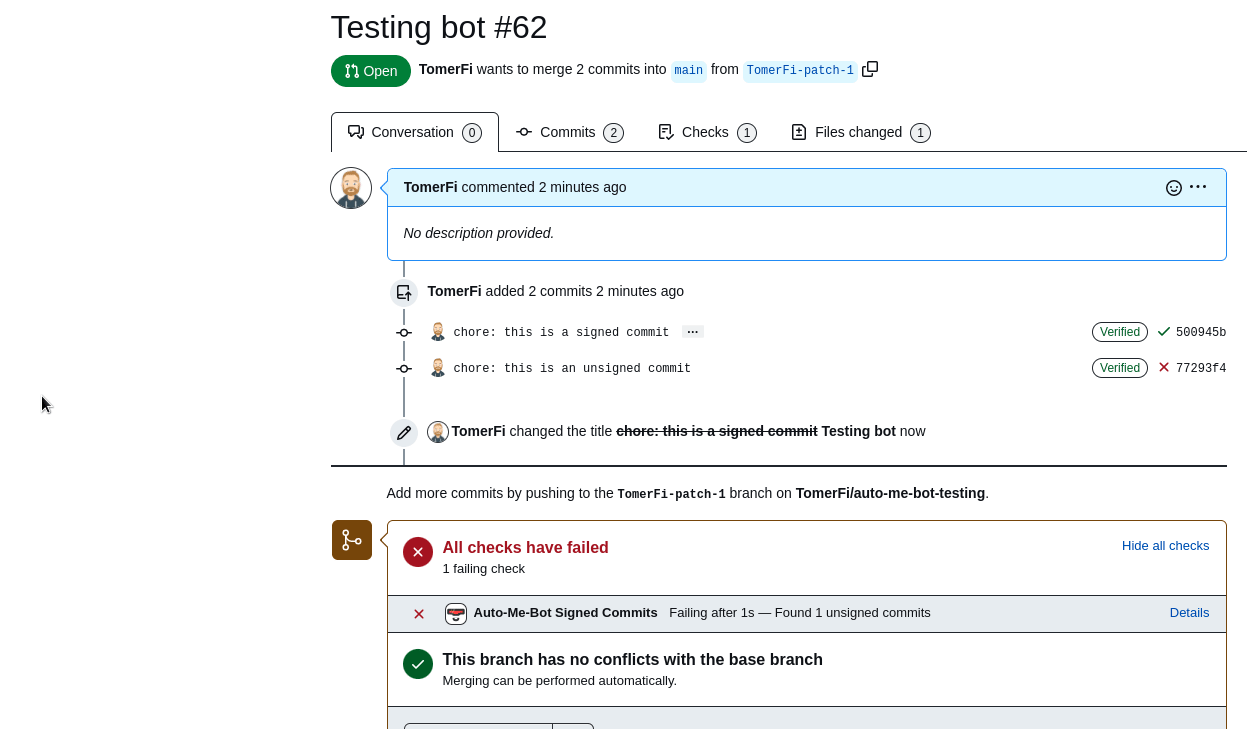 Testing bot #62
Open TomerFi wants to merge 2 commits into main from TomerFi-patch-1
Conversation 0 Commits 2 Checks 1 Files changed 1
TomerFi commented 2 minutes ago
No description provided.
TomerFi added 2 commits 2 minutes ago
chore: this is a signed commit ... Verified 500945b
chore: this is an unsigned commit Verified 77293f4
TomerFi changed the title chore: this is a signed commit Testing bot now
Add more commits by pushing to the TomerFi-patch-1 branch on TomerFi/auto-me-bot-testing.
All checks have failed Hide all checks
1 failing check
Auto-Me-Bot Signed Commits Failing after 1s — Found 1 unsigned commits Details
This branch has no conflicts with the base branch
Merging can be performed automatically.